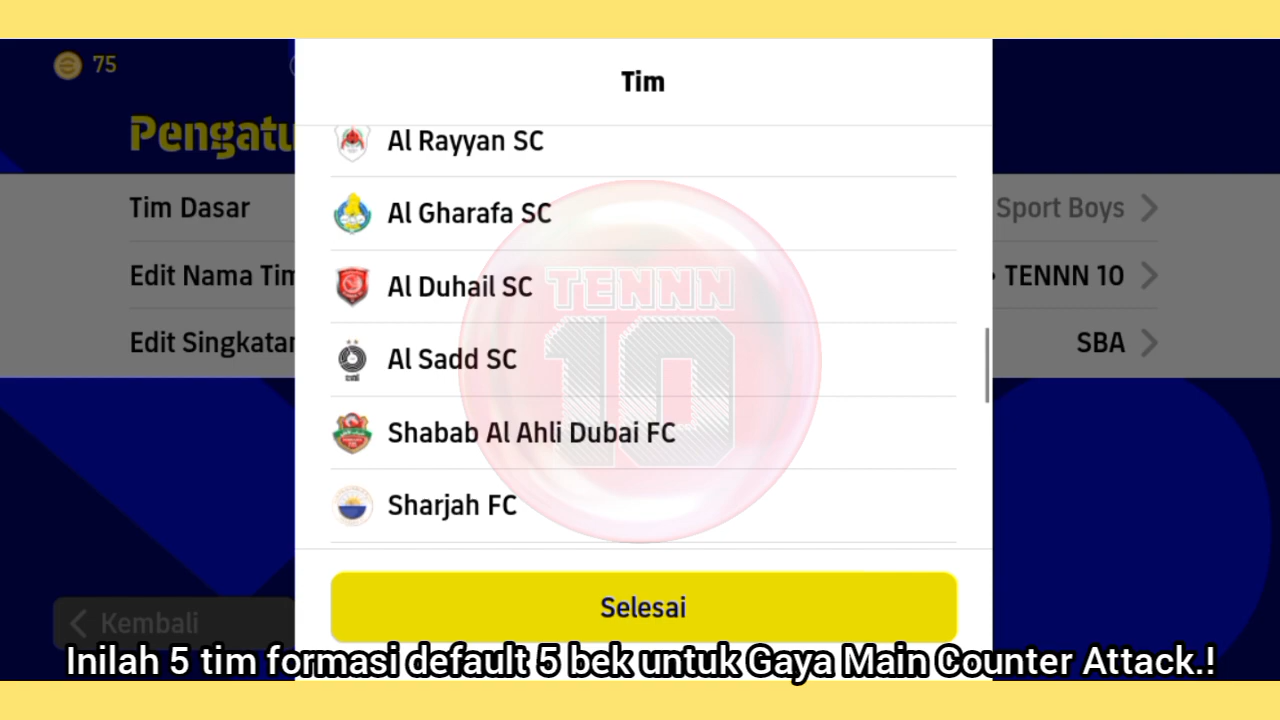 75
Tim
Pengatu
Al Rayyan SC
Tim Dasar
Al Gharafa SC
Sport Boys
Edit Nama Tim
Al Duhail SC
TENNN 10
TENNN
10
Edit Singkatan
Al Sadd SC
SBA
Shabab Al Ahli Dubai FC
Sharjah FC
Selesai
Kembali
Inilah 5 tim formasi default 5 bek untuk Gaya Main Counter Attack.!